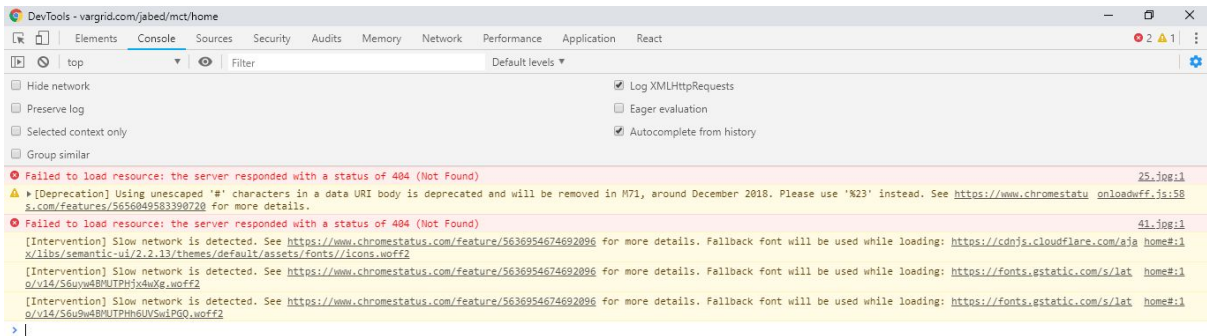 DevTools - vargrid.com/jabed/mct/home
Elements Console Sources Security Audits Memory Network Performance Application React 2 1
top Filter Default levels ▼
Hide network Log XMLHttpRequests
Preserve log Eager evaluation
Selected context only Autocomplete from history
Group similar
Failed to load resource: the server responded with a status of 404 (Not Found) 25.jpg:1
[Deprecation] Using unescaped '#' characters in a data URI body is deprecated and will be removed in M71, around December 2018. Please use '%23' instead. See https://www.chromestatu onloadwff.js:58
s.com/features/5656049583390720 for more details.
Failed to load resource: the server responded with a status of 404 (Not Found) 41.jpg:1
[Intervention] Slow network is detected. See https://www.chromestatus.com/feature/5636954674692096 for more details. Fallback font will be used while loading: https://cdnjs.cloudflare.com/aja home#:1
x/libs/semantic-ui/2.2.13/themes/default/assets/fonts//icons.woff2
[Intervention] Slow network is detected. See https://www.chromestatus.com/feature/5636954674692096 for more details. Fallback font will be used while loading: https://fonts.gstatic.com/s/lat home#:1
o/v14/S6uyw4BMUTPHjx4wXg.woff2
[Intervention] Slow network is detected. See https://www.chromestatus.com/feature/5636954674692096 for more details. Fallback font will be used while loading: https://fonts.gstatic.com/s/lat home#:1
o/v14/S6u9w4BMUTPHh6UVSwiPGQ.woff2